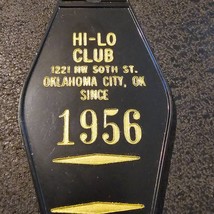 HI-LO
CLUB
1221 NW 50TH ST.
OKLAHOMA CITY, OK
SINCE
1956